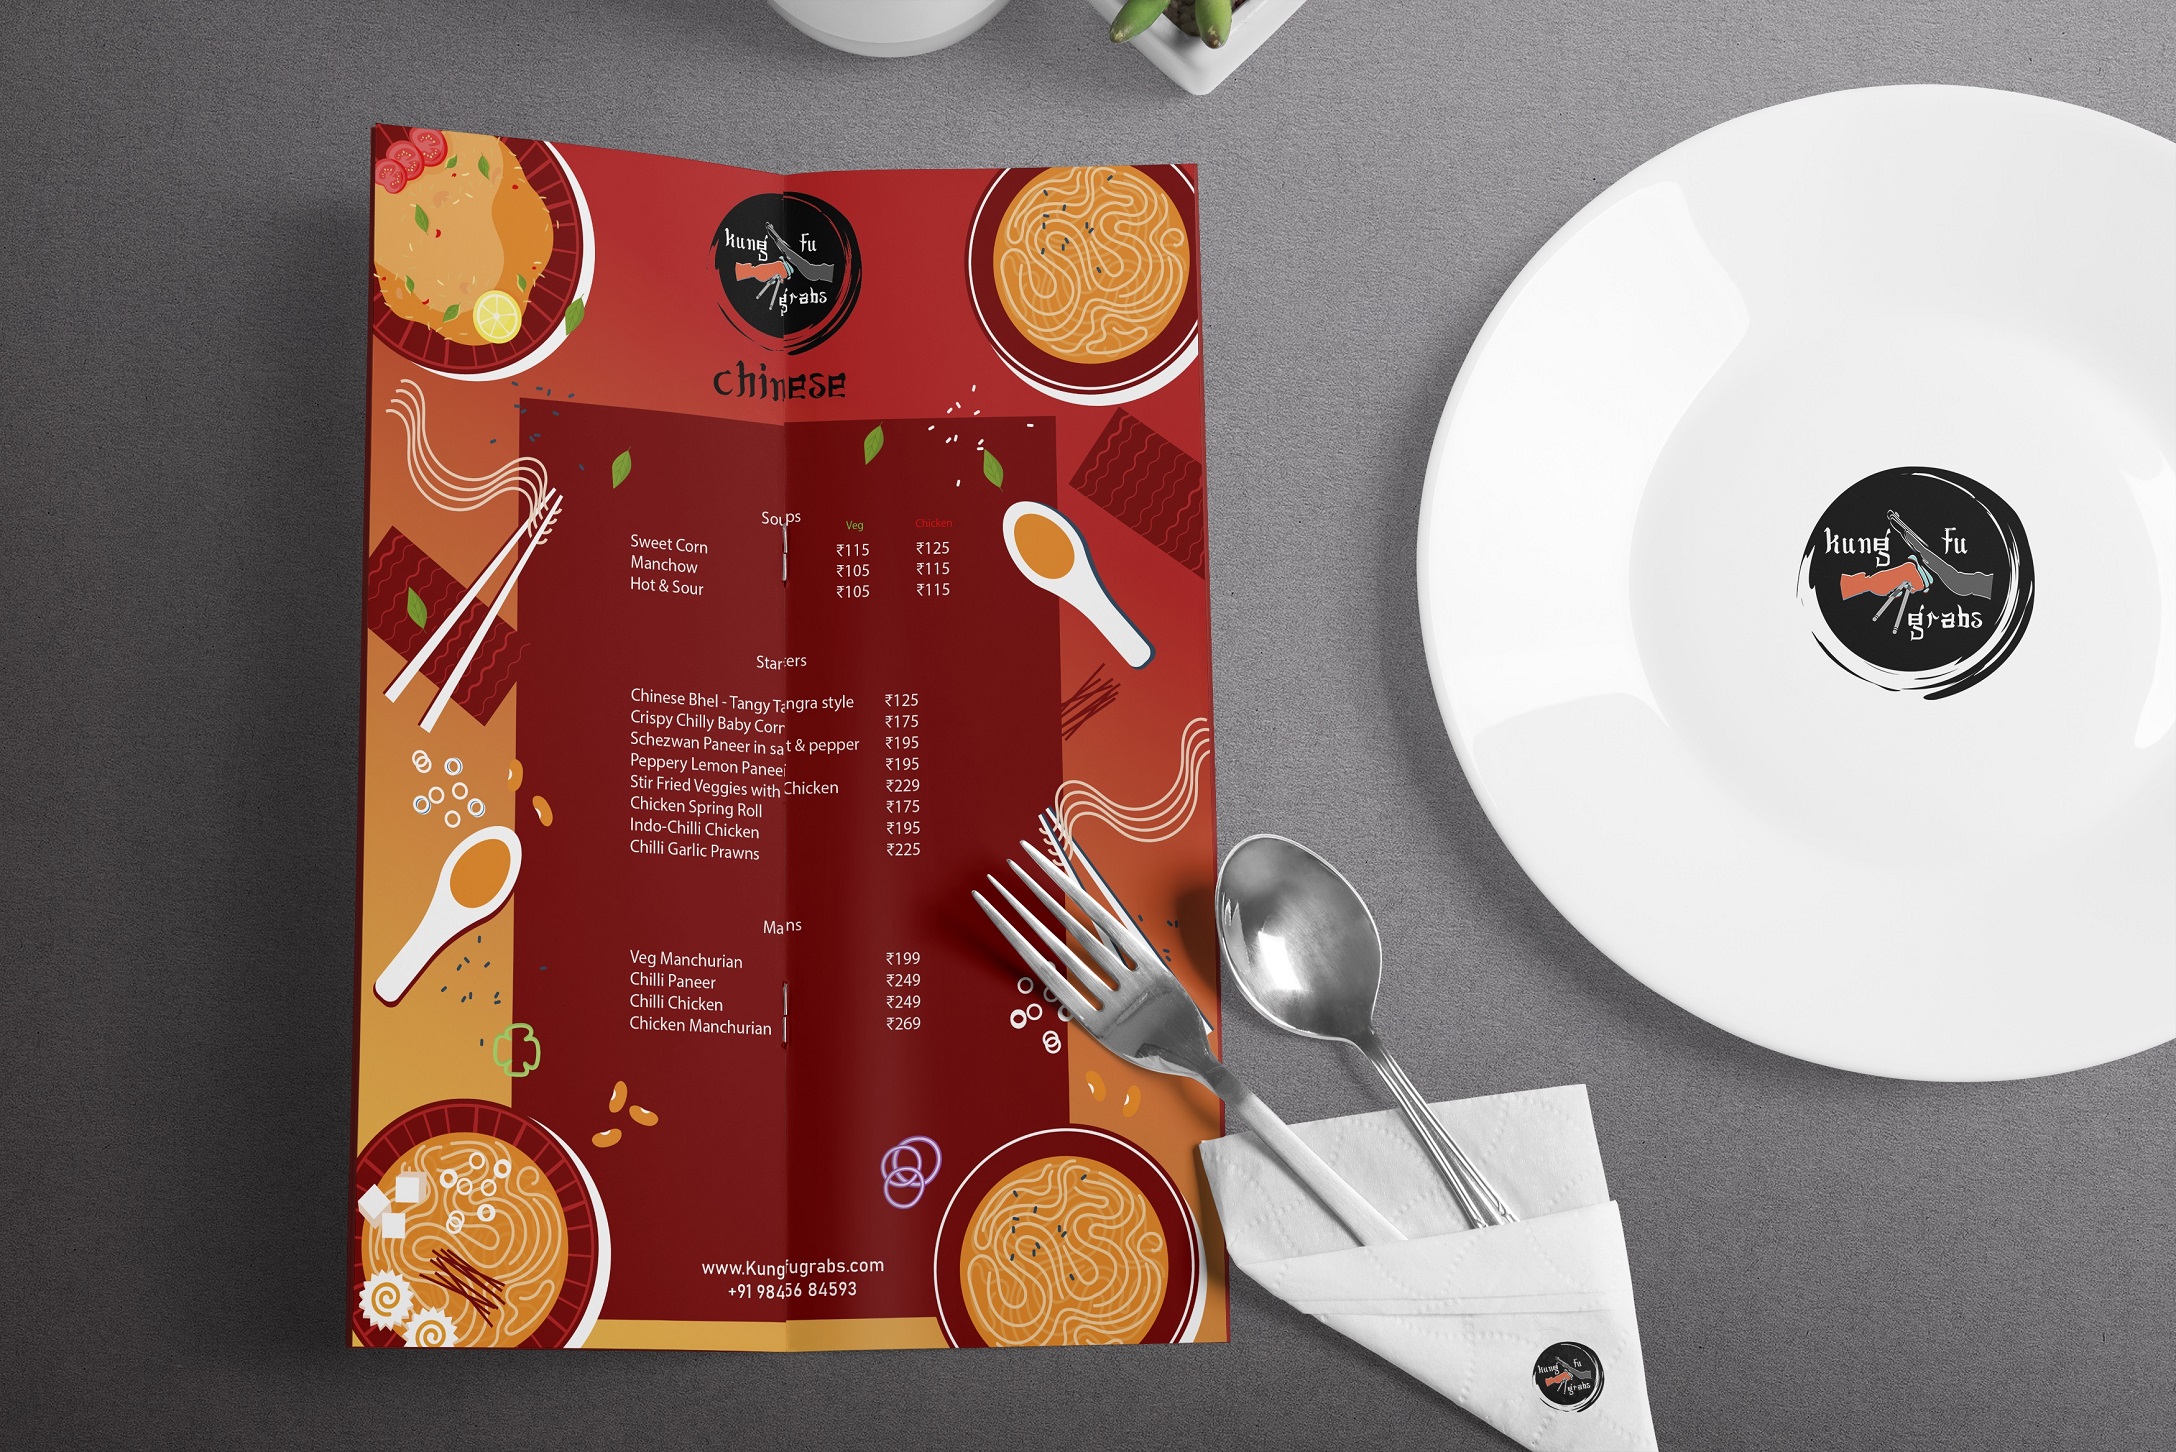 kung fu
grabs
chinese
Soups Veg Chicken
Sweet Corn ₹115 ₹125
Manchow ₹105 ₹115
Hot & Sour ₹105 ₹115
Starters
Chinese Bhel - Tangy Tangra style ₹125
Crispy Chilly Baby Corn ₹175
Schezwan Paneer in salt & pepper ₹195
Peppery Lemon Paneer ₹195
Stir Fried Veggies with Chicken ₹229
Chicken Spring Roll ₹175
Indo-Chilli Chicken ₹195
Chilli Garlic Prawns ₹225
Mans
Veg Manchurian ₹199
Chilli Paneer ₹249
Chilli Chicken ₹249
Chicken Manchurian ₹269
www.Kungfugrabs.com
+91 98456 84593
kung fu
grabs
kung fu
grabs